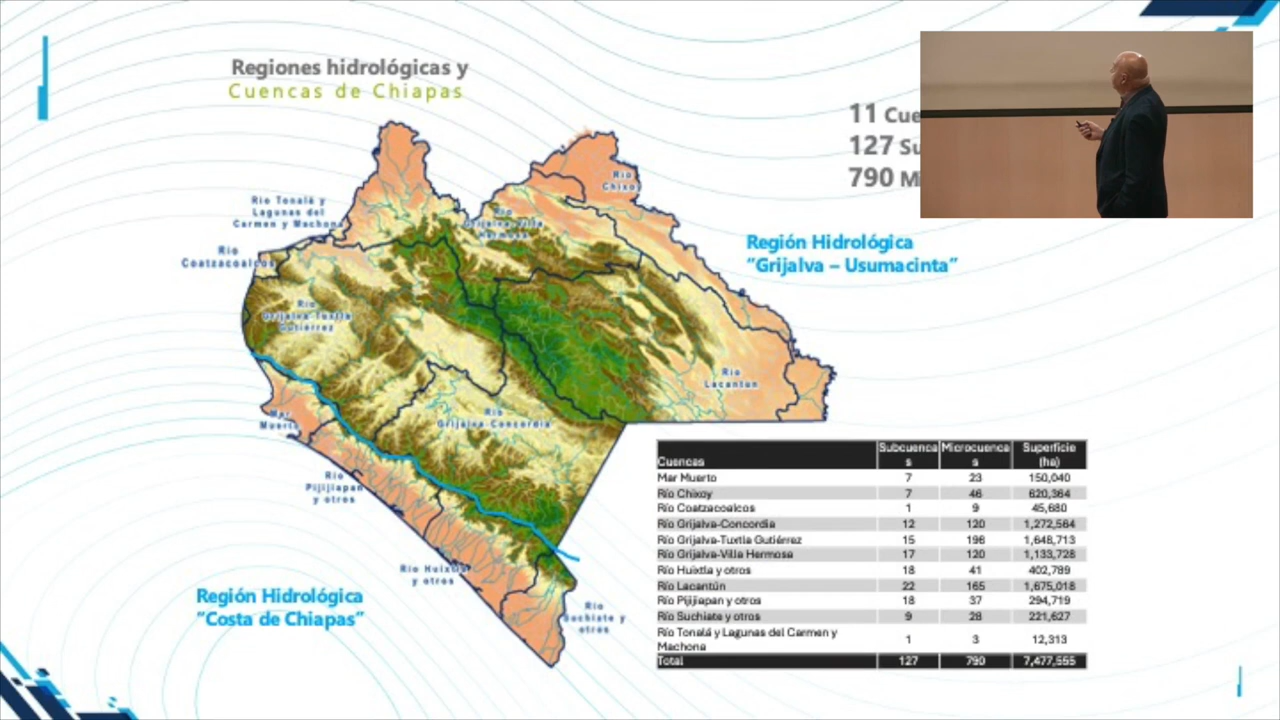 Regiones hidrológicas y
Cuencas de Chiapas
11 Cue
127 Su
790 Mi
Región Hidrológica
"Grijalva – Usumacinta"
Río
Chixoy
Río Tonalá y
Lagunas del
Carmen y Machona
Río
Grijalva-Villa
Hermosa
Río
Coatzacoalcos
Río
Grijalva-Tuxtla
Gutiérrez
Río
Lacantún
Mar
Muerto
Río
Grijalva-Concordia
Río
Pijijiapan
y otros
Río Huixtla
y otros
Río
Suchiate y
otros
Región Hidrológica
"Costa de Chiapas"
Cuencas Subcuencas Microcuencas Superficie (ha)
Mar Muerto 7 23 150,040
Río Chixoy 7 46 620,364
Río Coatzacoalcos 1 9 45,680
Río Grijalva-Concordia 12 120 1,272,564
Río Grijalva-Tuxtla Gutiérrez 15 198 1,648,713
Río Grijalva-Villa Hermosa 17 120 1,133,728
Río Huixtla y otros 18 41 402,789
Río Lacantún 22 165 1,675,018
Río Pijijiapan y otros 18 37 294,719
Río Suchiate y otros 9 28 221,627
Río Tonalá y Lagunas del Carmen y
Machona 1 3 12,313
Total 127 790 7,477,555